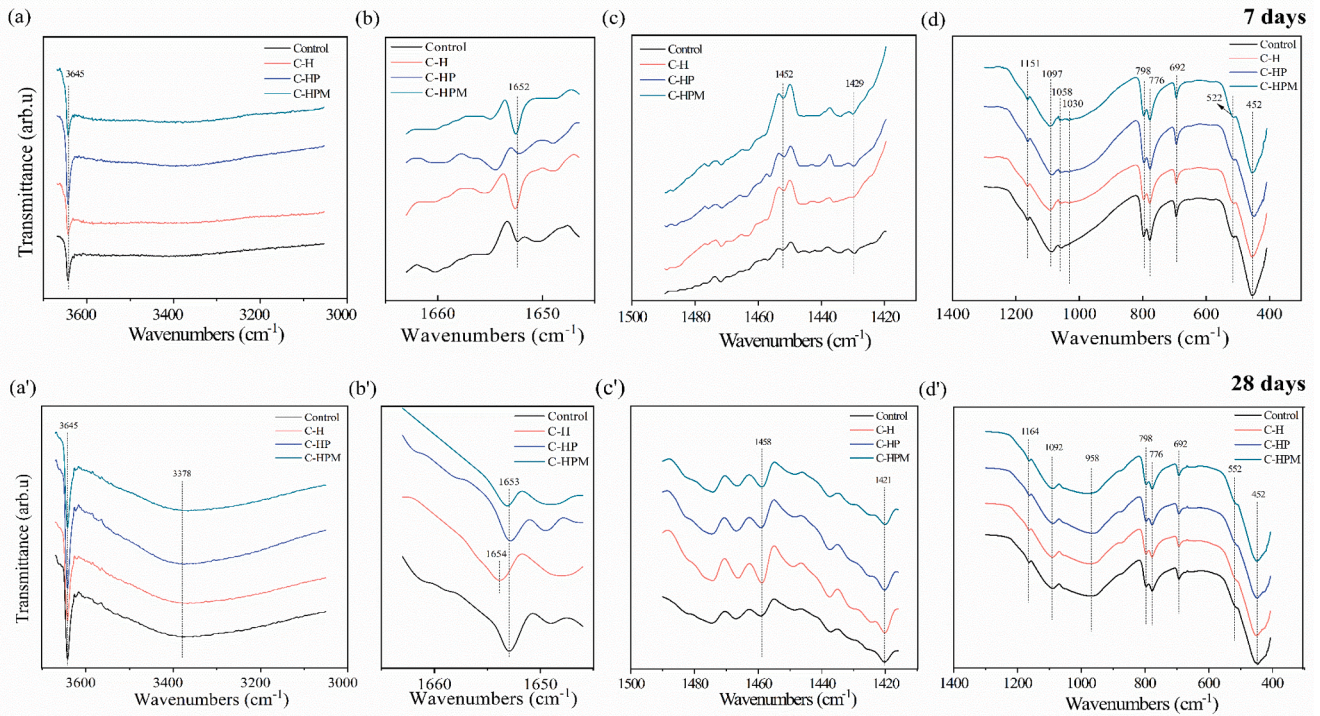 (a)
(b)
(c)
(d)
7 days
3645
Control
C-H
C-HP
C-HPM
Transmittance (arb.u)
3600 3400 3200 3000
Wavenumbers (cm-1)
Control
C-H
C-HP
C-HPM
1652
1660 1650
Wavenumbers (cm-1)
Control
C-H
C-HP
C-HPM
1452
1429
1500 1480 1460 1440 1420
Wavenumbers (cm-1)
Control
C-H
C-HP
C-HPM
1151
1097
1058
1030
798
776
692
522
452
1200 1000 800 600 400
Wavenumbers (cm-1)
(a')
(b')
(c')
(d')
28 days
3645
3378
Control
C-H
C-HP
C-HPM
Transmittance (arb.u)
3600 3400 3200 3000
Wavenumbers (cm-1)
Control
C-H
C-HP
C-HPM
1653
1654
1660 1650
Wavenumbers (cm-1)
Control
C-H
C-HP
C-HPM
1458
1421
1500 1480 1460 1440 1420
Wavenumbers (cm-1)
Control
C-H
C-HP
C-HPM
1164
1092
958
798
776
692
552
452
1200 1000 800 600 400
Wavenumbers (cm-1)